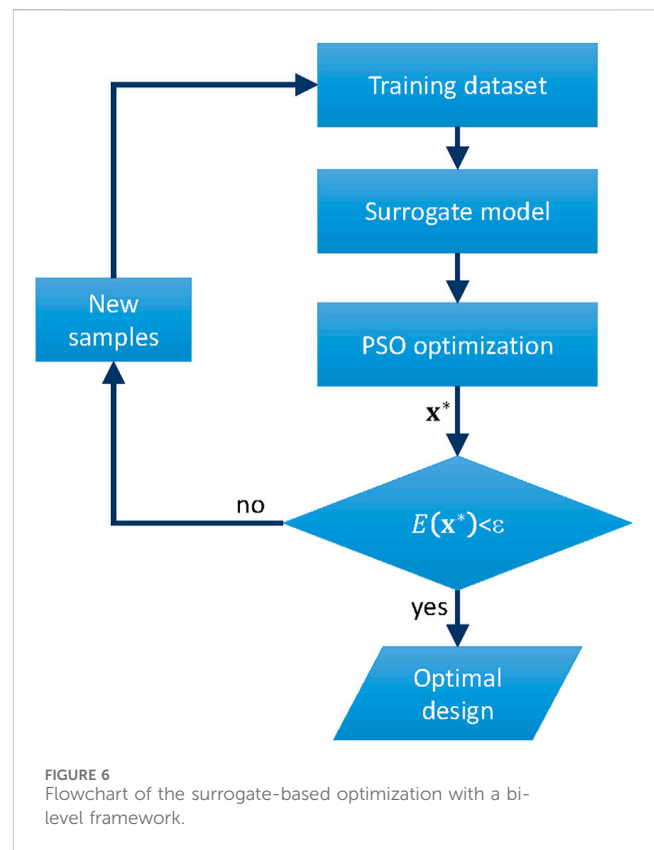 Training dataset
Surrogate model
New
samples
PSO optimization
x*
no
E(x*)<ε
yes
Optimal
design
FIGURE 6
Flowchart of the surrogate-based optimization with a bi-
level framework.